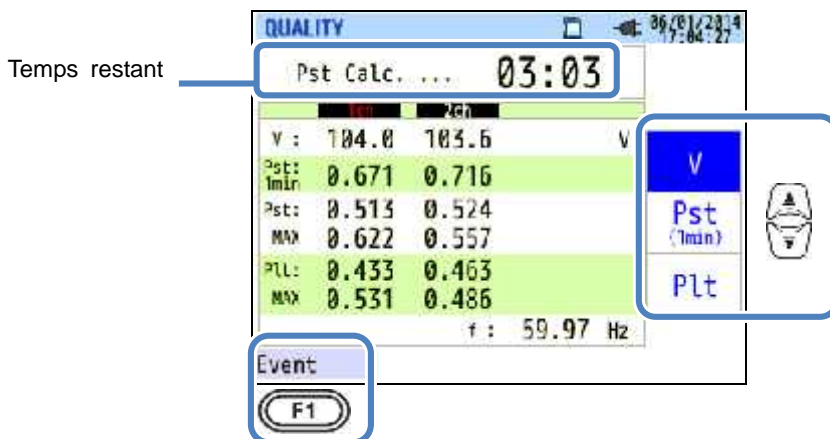 QUALITY 06/01/2014 17:04:27
Temps restant
Pst Calc. ... 03:03
1ch 2ch
V : 104.0 103.6 V
Pst: 1min 0.671 0.716
Pst: 0.513 0.524
MAX 0.622 0.557
Plt: 0.433 0.463
MAX 0.531 0.486
f : 59.97 Hz
V
Pst
(1min)
Plt
Event
F1